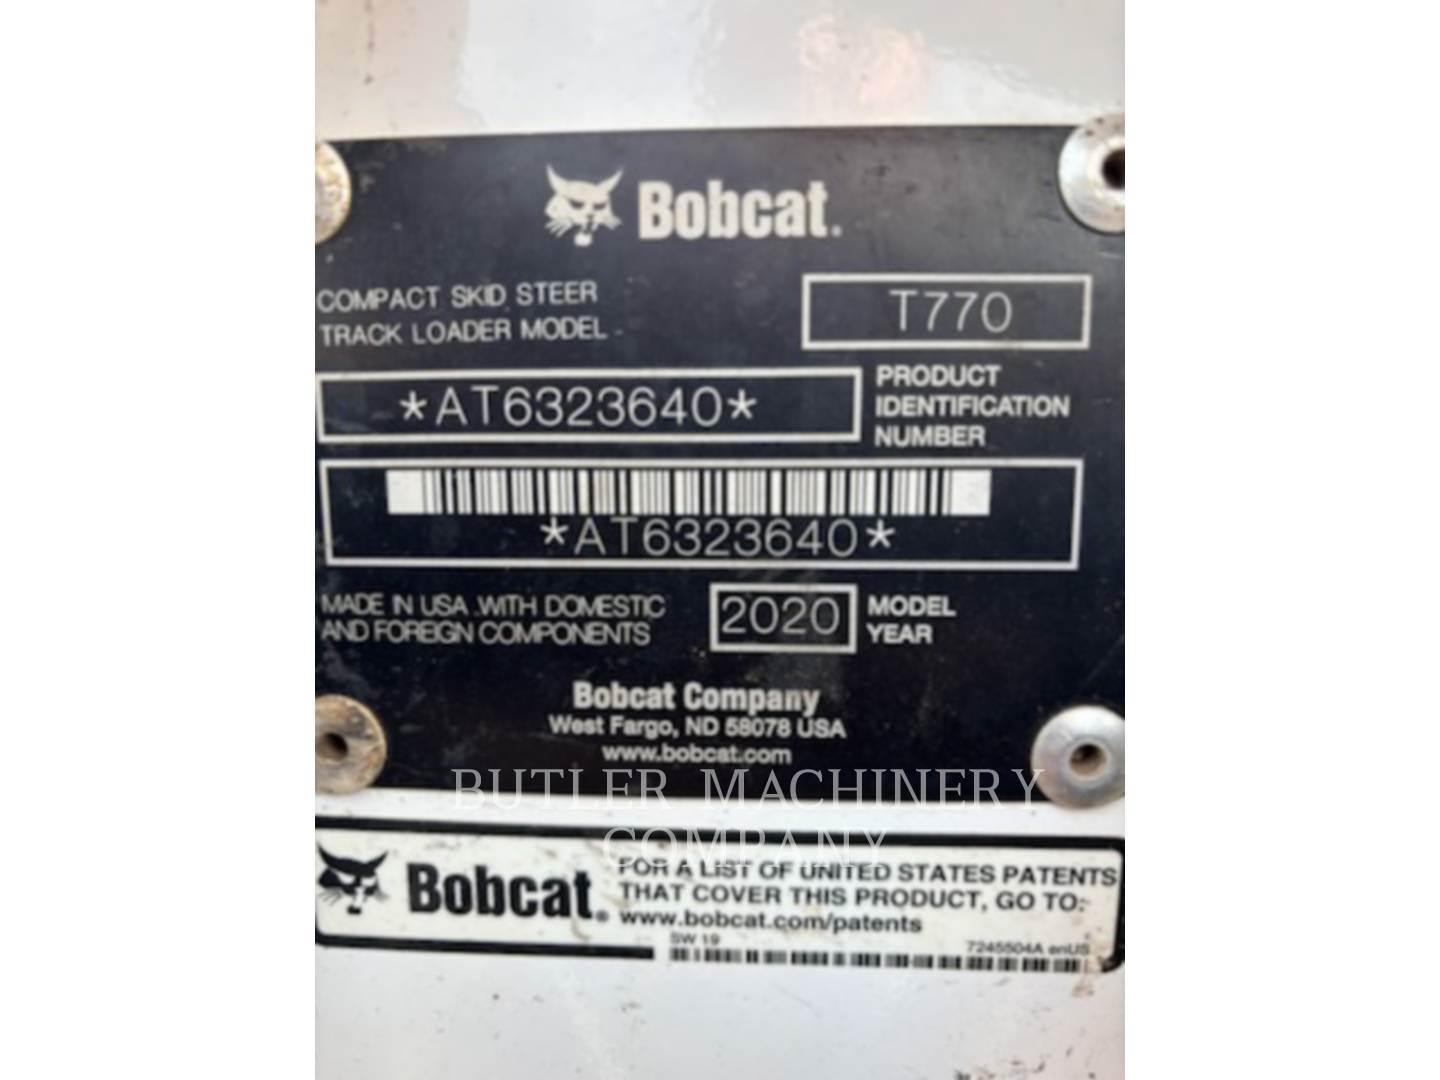 Bobcat.
COMPACT SKID STEER
TRACK LOADER MODEL
T770
*AT6323640*
PRODUCT
IDENTIFICATION
NUMBER
*AT6323640*
MADE IN USA WITH DOMESTIC
AND FOREIGN COMPONENTS
2020
MODEL
YEAR
Bobcat Company
West Fargo, ND 58078 USA
www.bobcat.com
BUTLER MACHINERY
COMPANY
Bobcat®
FOR A LIST OF UNITED STATES PATENTS
THAT COVER THIS PRODUCT, GO TO:
www.bobcat.com/patents
SW 19
7245504A enUS